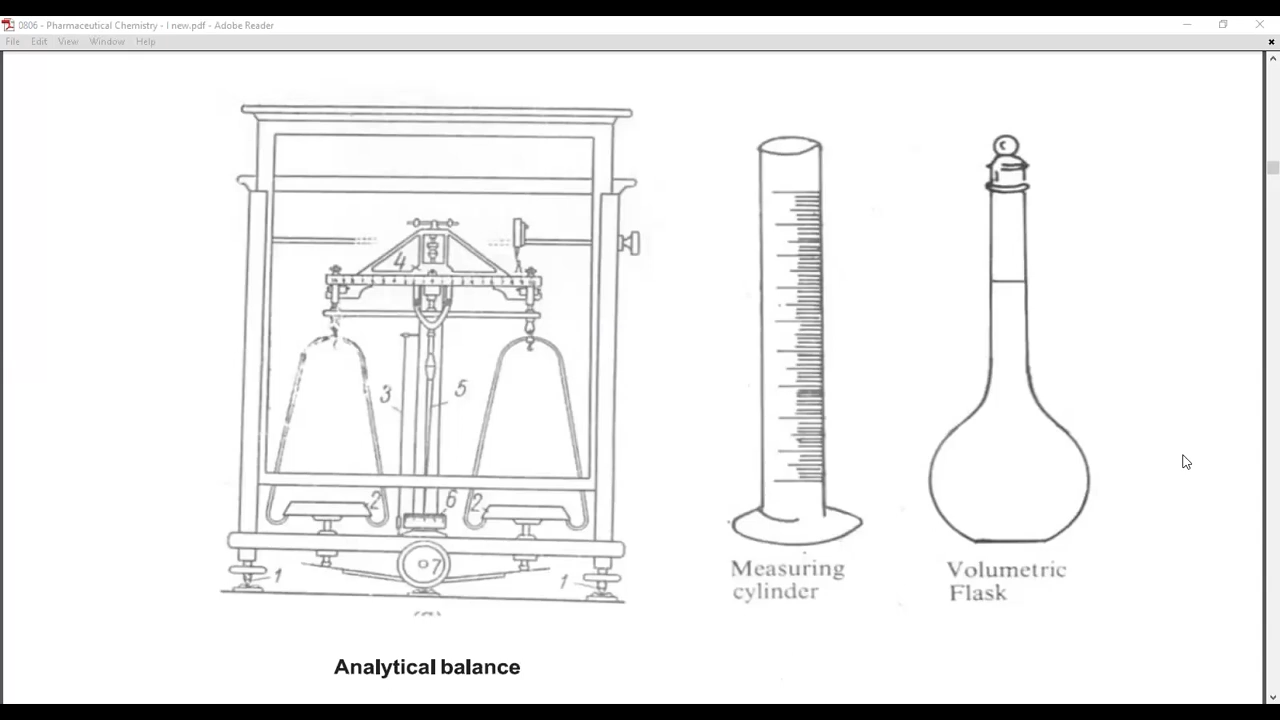 0806 - Pharmaceutical Chemistry - I new.pdf - Adobe Reader
File Edit View Window Help
4
3
5
2
6
2
7
1
1
(a)
Measuring
cylinder
Volumetric
Flask
Analytical balance